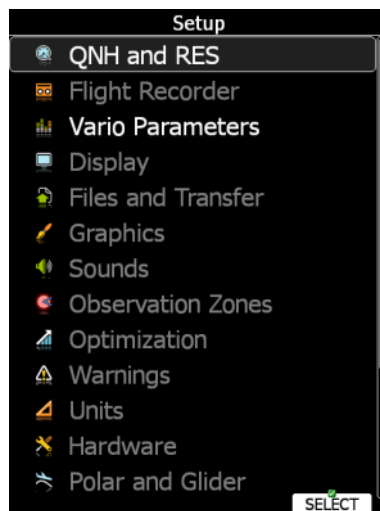 Setup
QNH and RES
Flight Recorder
Vario Parameters
Display
Files and Transfer
Graphics
Sounds
Observation Zones
Optimization
Warnings
Units
Hardware
Polar and Glider
SELECT